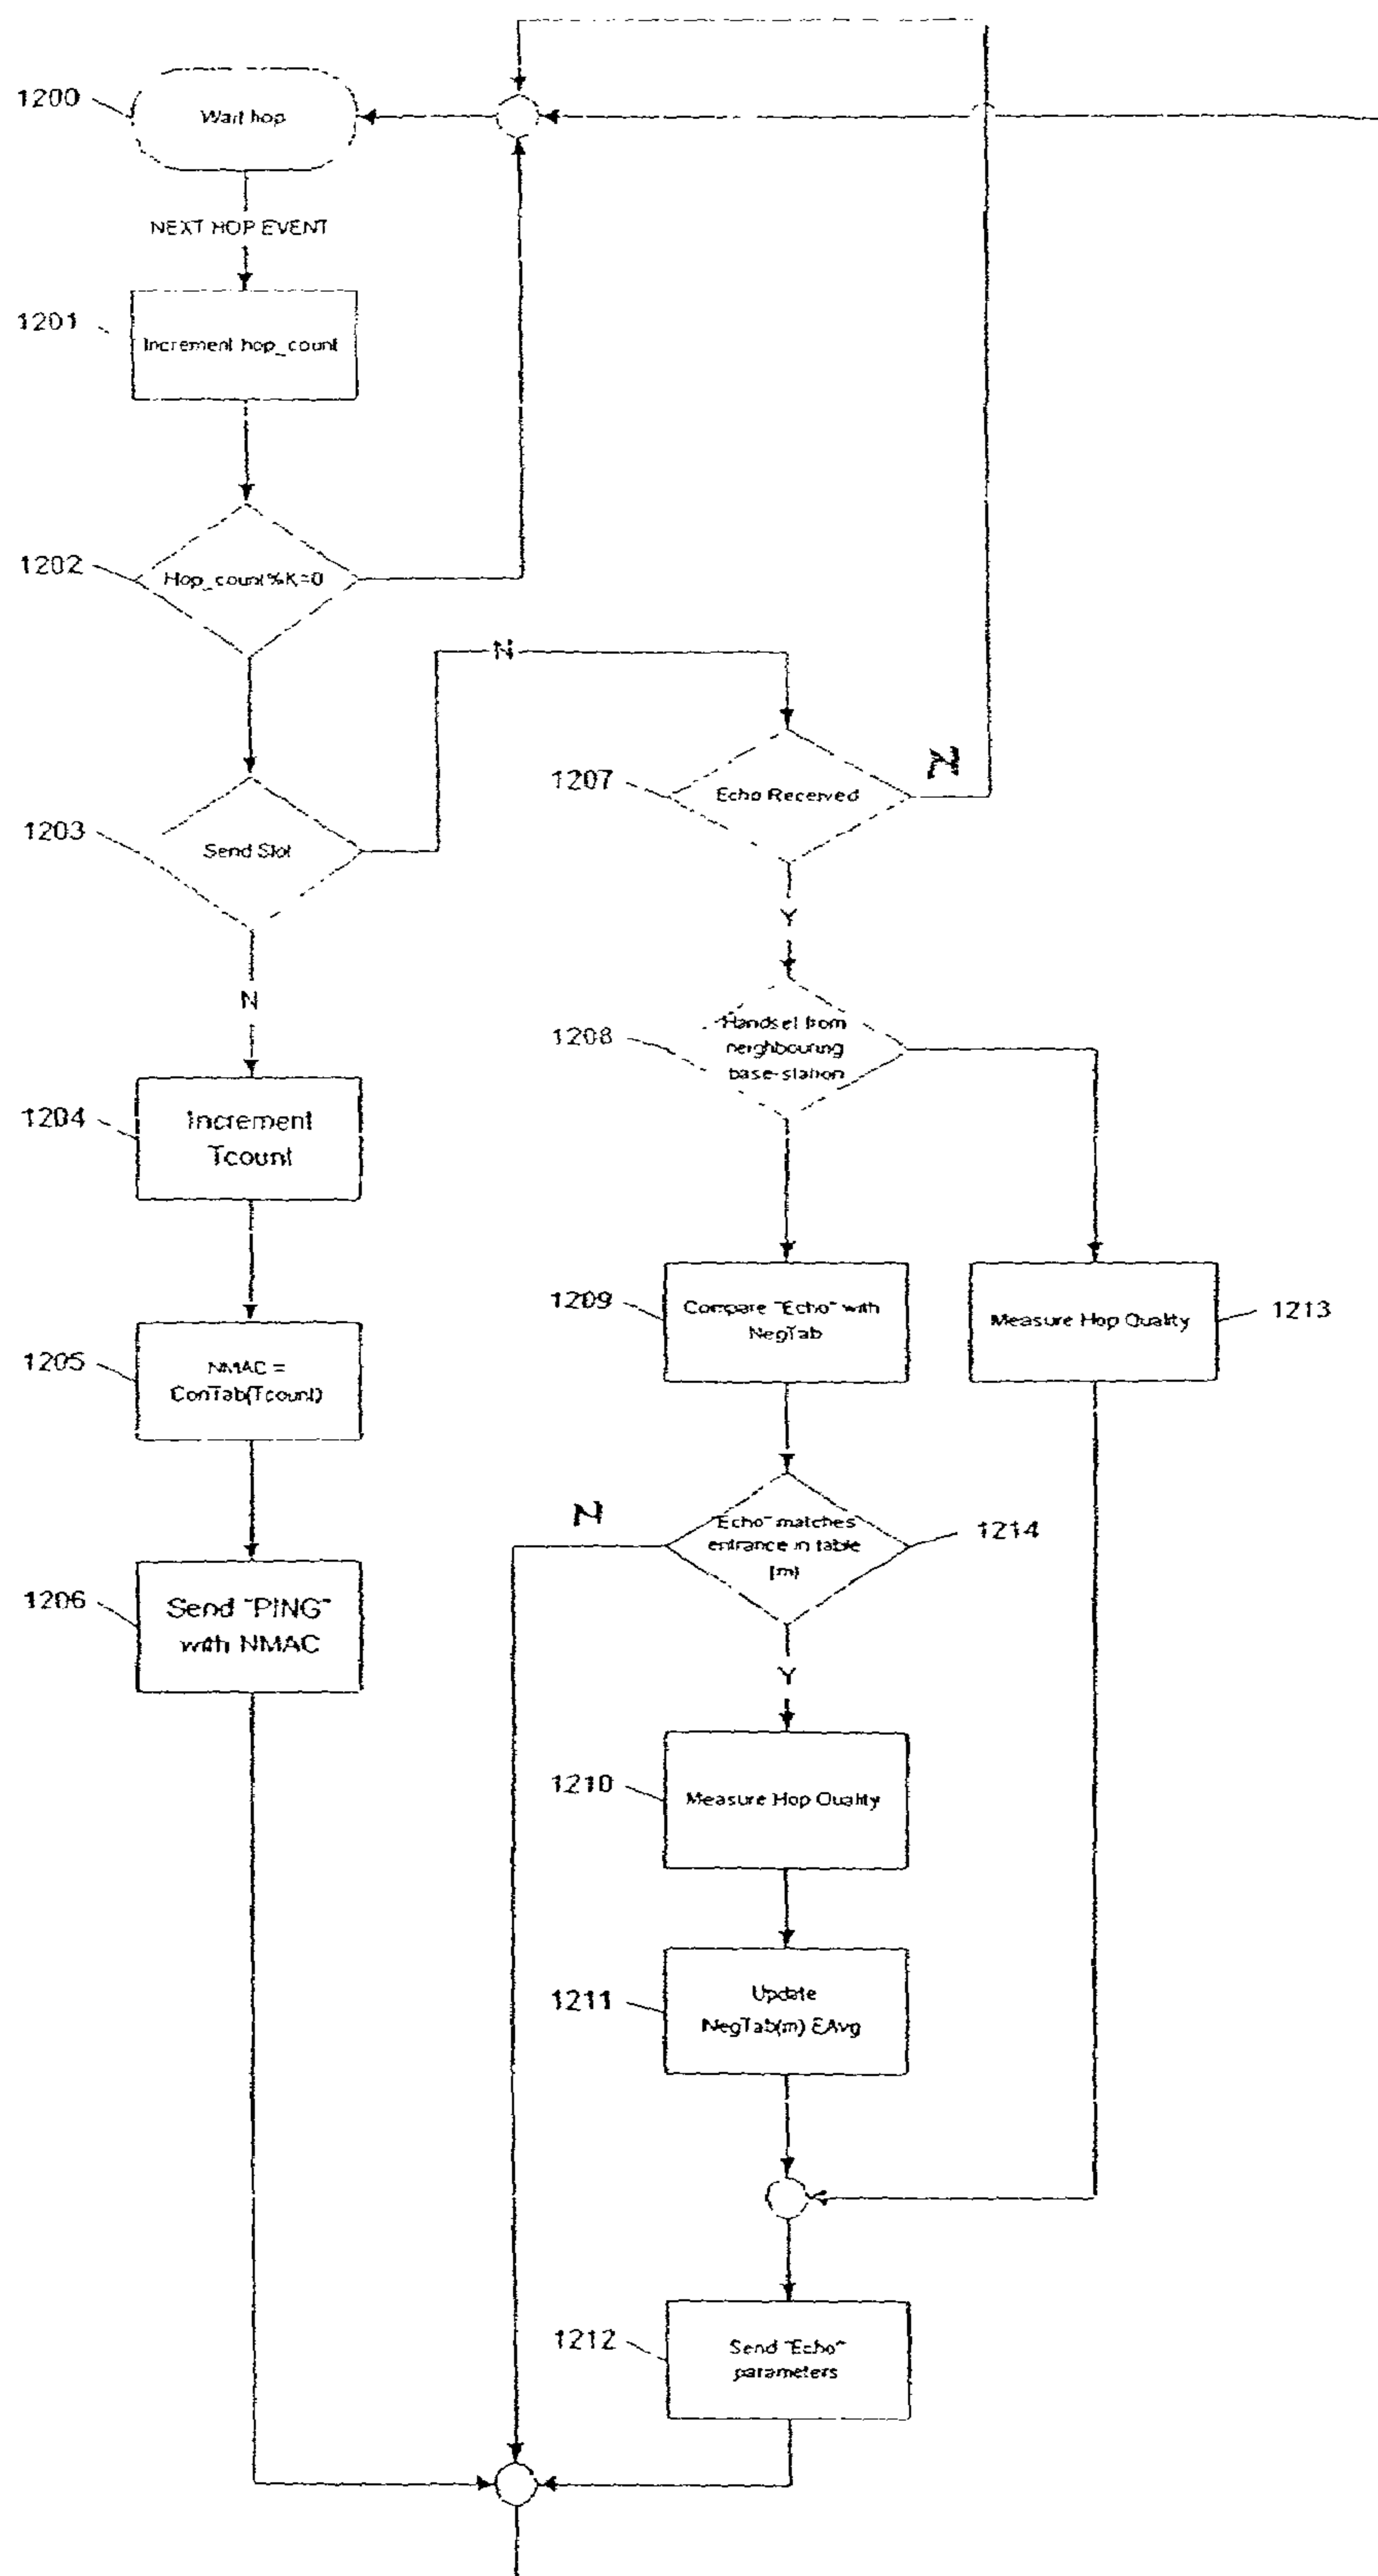 1200
Wait hop
NEXT HOP EVENT
1201
Increment hop_count
1202
Hop_count%K=0
N
1203
Send Slot
1207
Echo Received
N
Y
N
1204
Increment
Tcount
1208
Handset from
neighbouring
base-station
1205
NMAC =
ConTab(Tcount)
1209
Compare "Echo" with
NegTab
Measure Hop Quality
1213
1206
Send "PING"
with NMAC
N
"Echo" matches
entrance in table
[m]
1214
Y
1210
Measure Hop Quality
1211
Update
NegTab(m) EAvg
1212
Send "Echo"
parameters